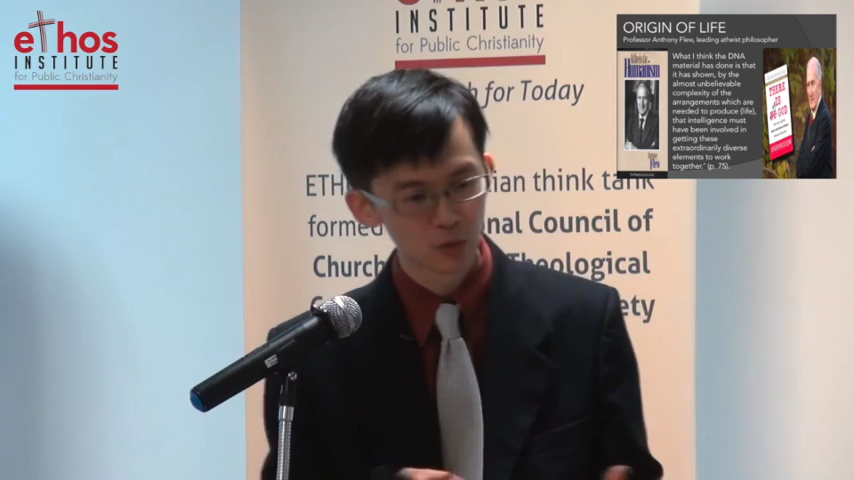 ethos
INSTITUTE
for Public Christianity
INSTITUTE
for Public Christianity
h for Today
ETH ian think tank
forme nal Council of
Church Theological
ety
ORIGIN OF LIFE
Professor Anthony Flew, leading atheist philosopher
What I think the DNA
material has done is that
it has shown, by the
almost unbelievable
complexity of the
arrangements which are
needed to produce (life),
that intelligence must
have been involved in
getting these
extraordinarily diverse
elements to work
together.' (p. 75).
Humanism
THERE
IS
GOD